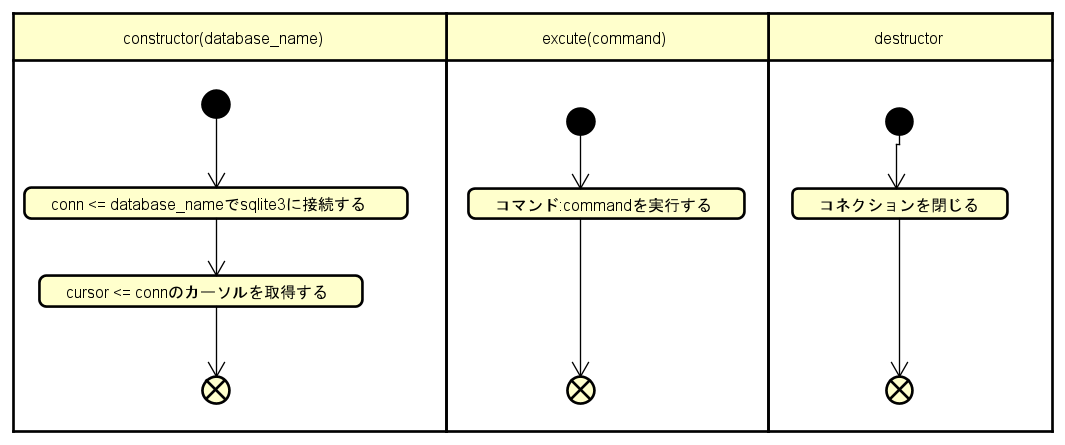 constructor(database_name)
excute(command)
destructor
conn <= database_nameでsqlite3に接続する
コマンド:commandを実行する
コネクションを閉じる
cursor <= connのカーソルを取得する